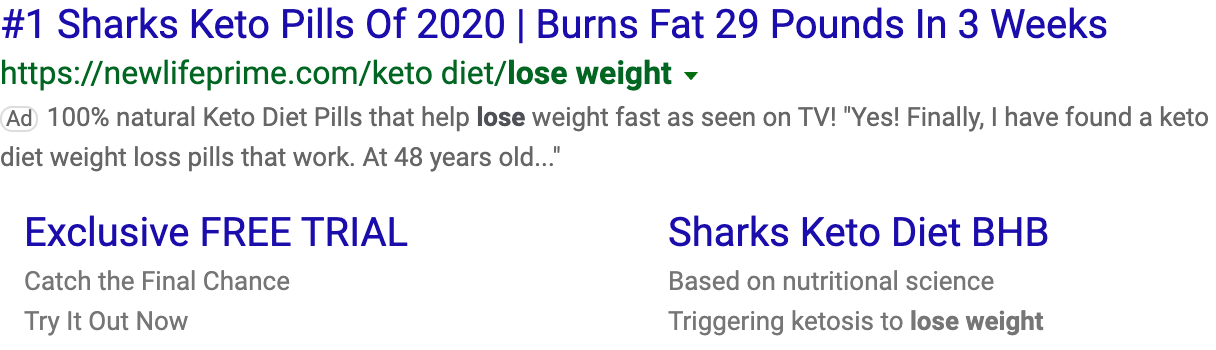 #1 Sharks Keto Pills Of 2020 | Burns Fat 29 Pounds In 3 Weeks
https://newlifeprime.com/keto diet/lose weight
Ad 100% natural Keto Diet Pills that help lose weight fast as seen on TV! "Yes! Finally, I have found a keto
diet weight loss pills that work. At 48 years old..."
Exclusive FREE TRIAL
Catch the Final Chance
Try It Out Now
Sharks Keto Diet BHB
Based on nutritional science
Triggering ketosis to lose weight